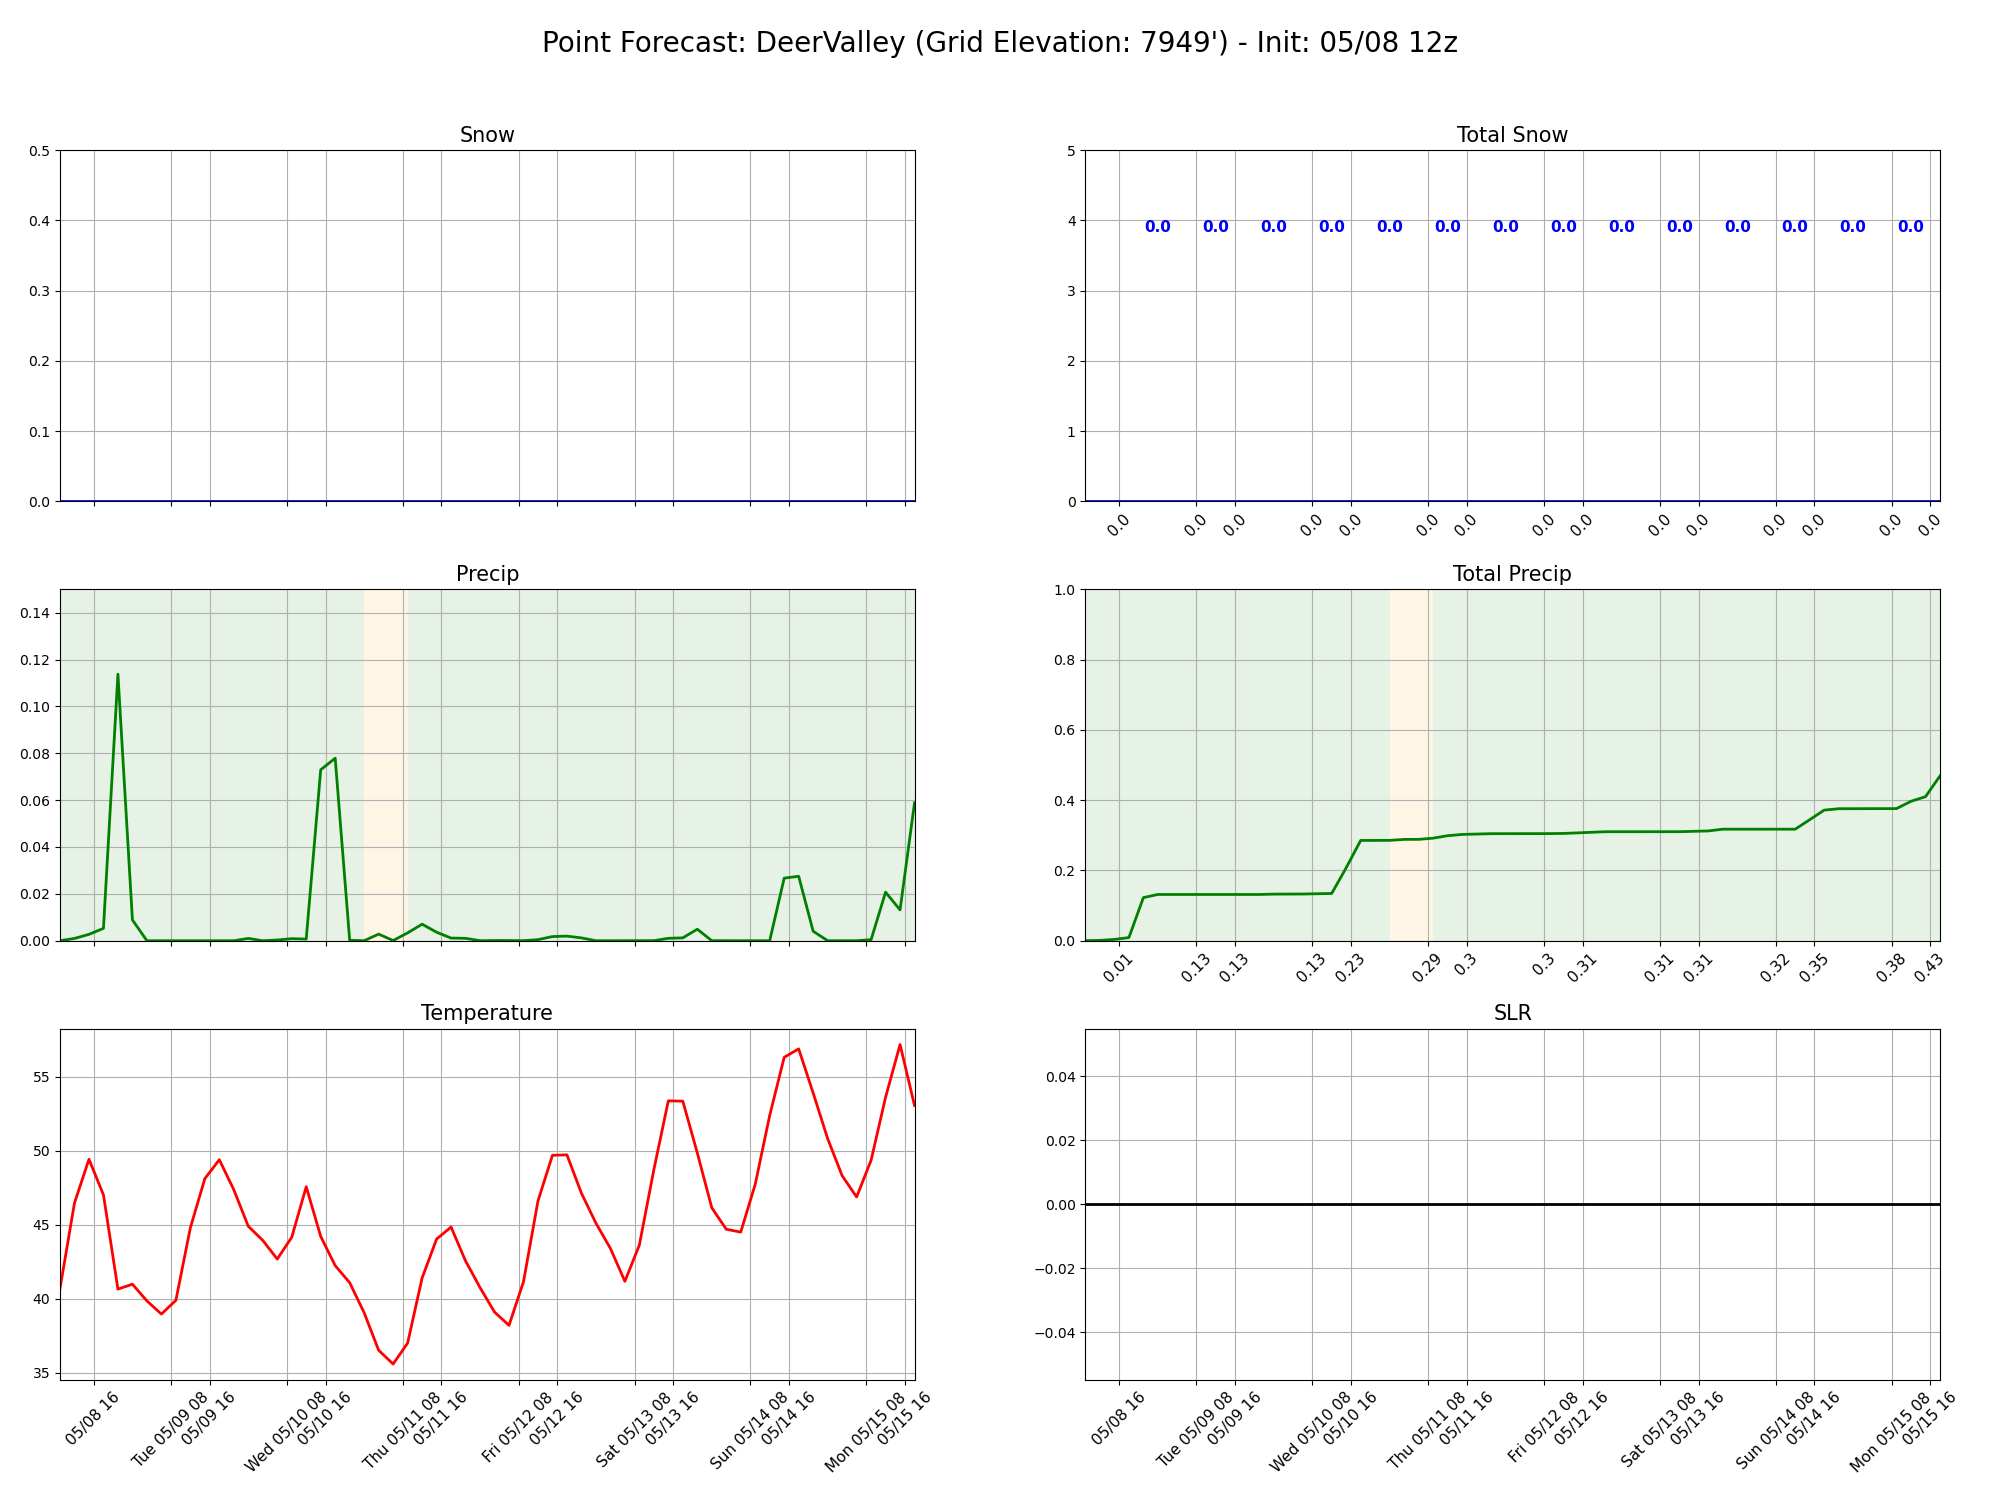 Point Forecast: DeerValley (Grid Elevation: 7949') - Init: 05/08 12z
Snow
0.5
0.4
0.3
0.2
0.1
0.0
Total Snow
5
4
3
2
1
0
0.0 0.0 0.0 0.0 0.0 0.0 0.0 0.0 0.0 0.0 0.0 0.0 0.0 0.0
0.0 0.0 0.0 0.0 0.0 0.0 0.0 0.0 0.0 0.0 0.0 0.0 0.0 0.0 0.0
Precip
0.14
0.12
0.10
0.08
0.06
0.04
0.02
0.00
Total Precip
1.0
0.8
0.6
0.4
0.2
0.0
0.01 0.13 0.13 0.13 0.23 0.29 0.3 0.3 0.31 0.31 0.31 0.32 0.35 0.38 0.43
Temperature
55
50
45
40
35
05/08 16
Tue 05/09 08
05/09 16
Wed 05/10 08
05/10 16
Thu 05/11 08
05/11 16
Fri 05/12 08
05/12 16
Sat 05/13 08
05/13 16
Sun 05/14 08
05/14 16
Mon 05/15 08
05/15 16
SLR
0.04
0.02
0.00
−0.02
−0.04
05/08 16
Tue 05/09 08
05/09 16
Wed 05/10 08
05/10 16
Thu 05/11 08
05/11 16
Fri 05/12 08
05/12 16
Sat 05/13 08
05/13 16
Sun 05/14 08
05/14 16
Mon 05/15 08
05/15 16